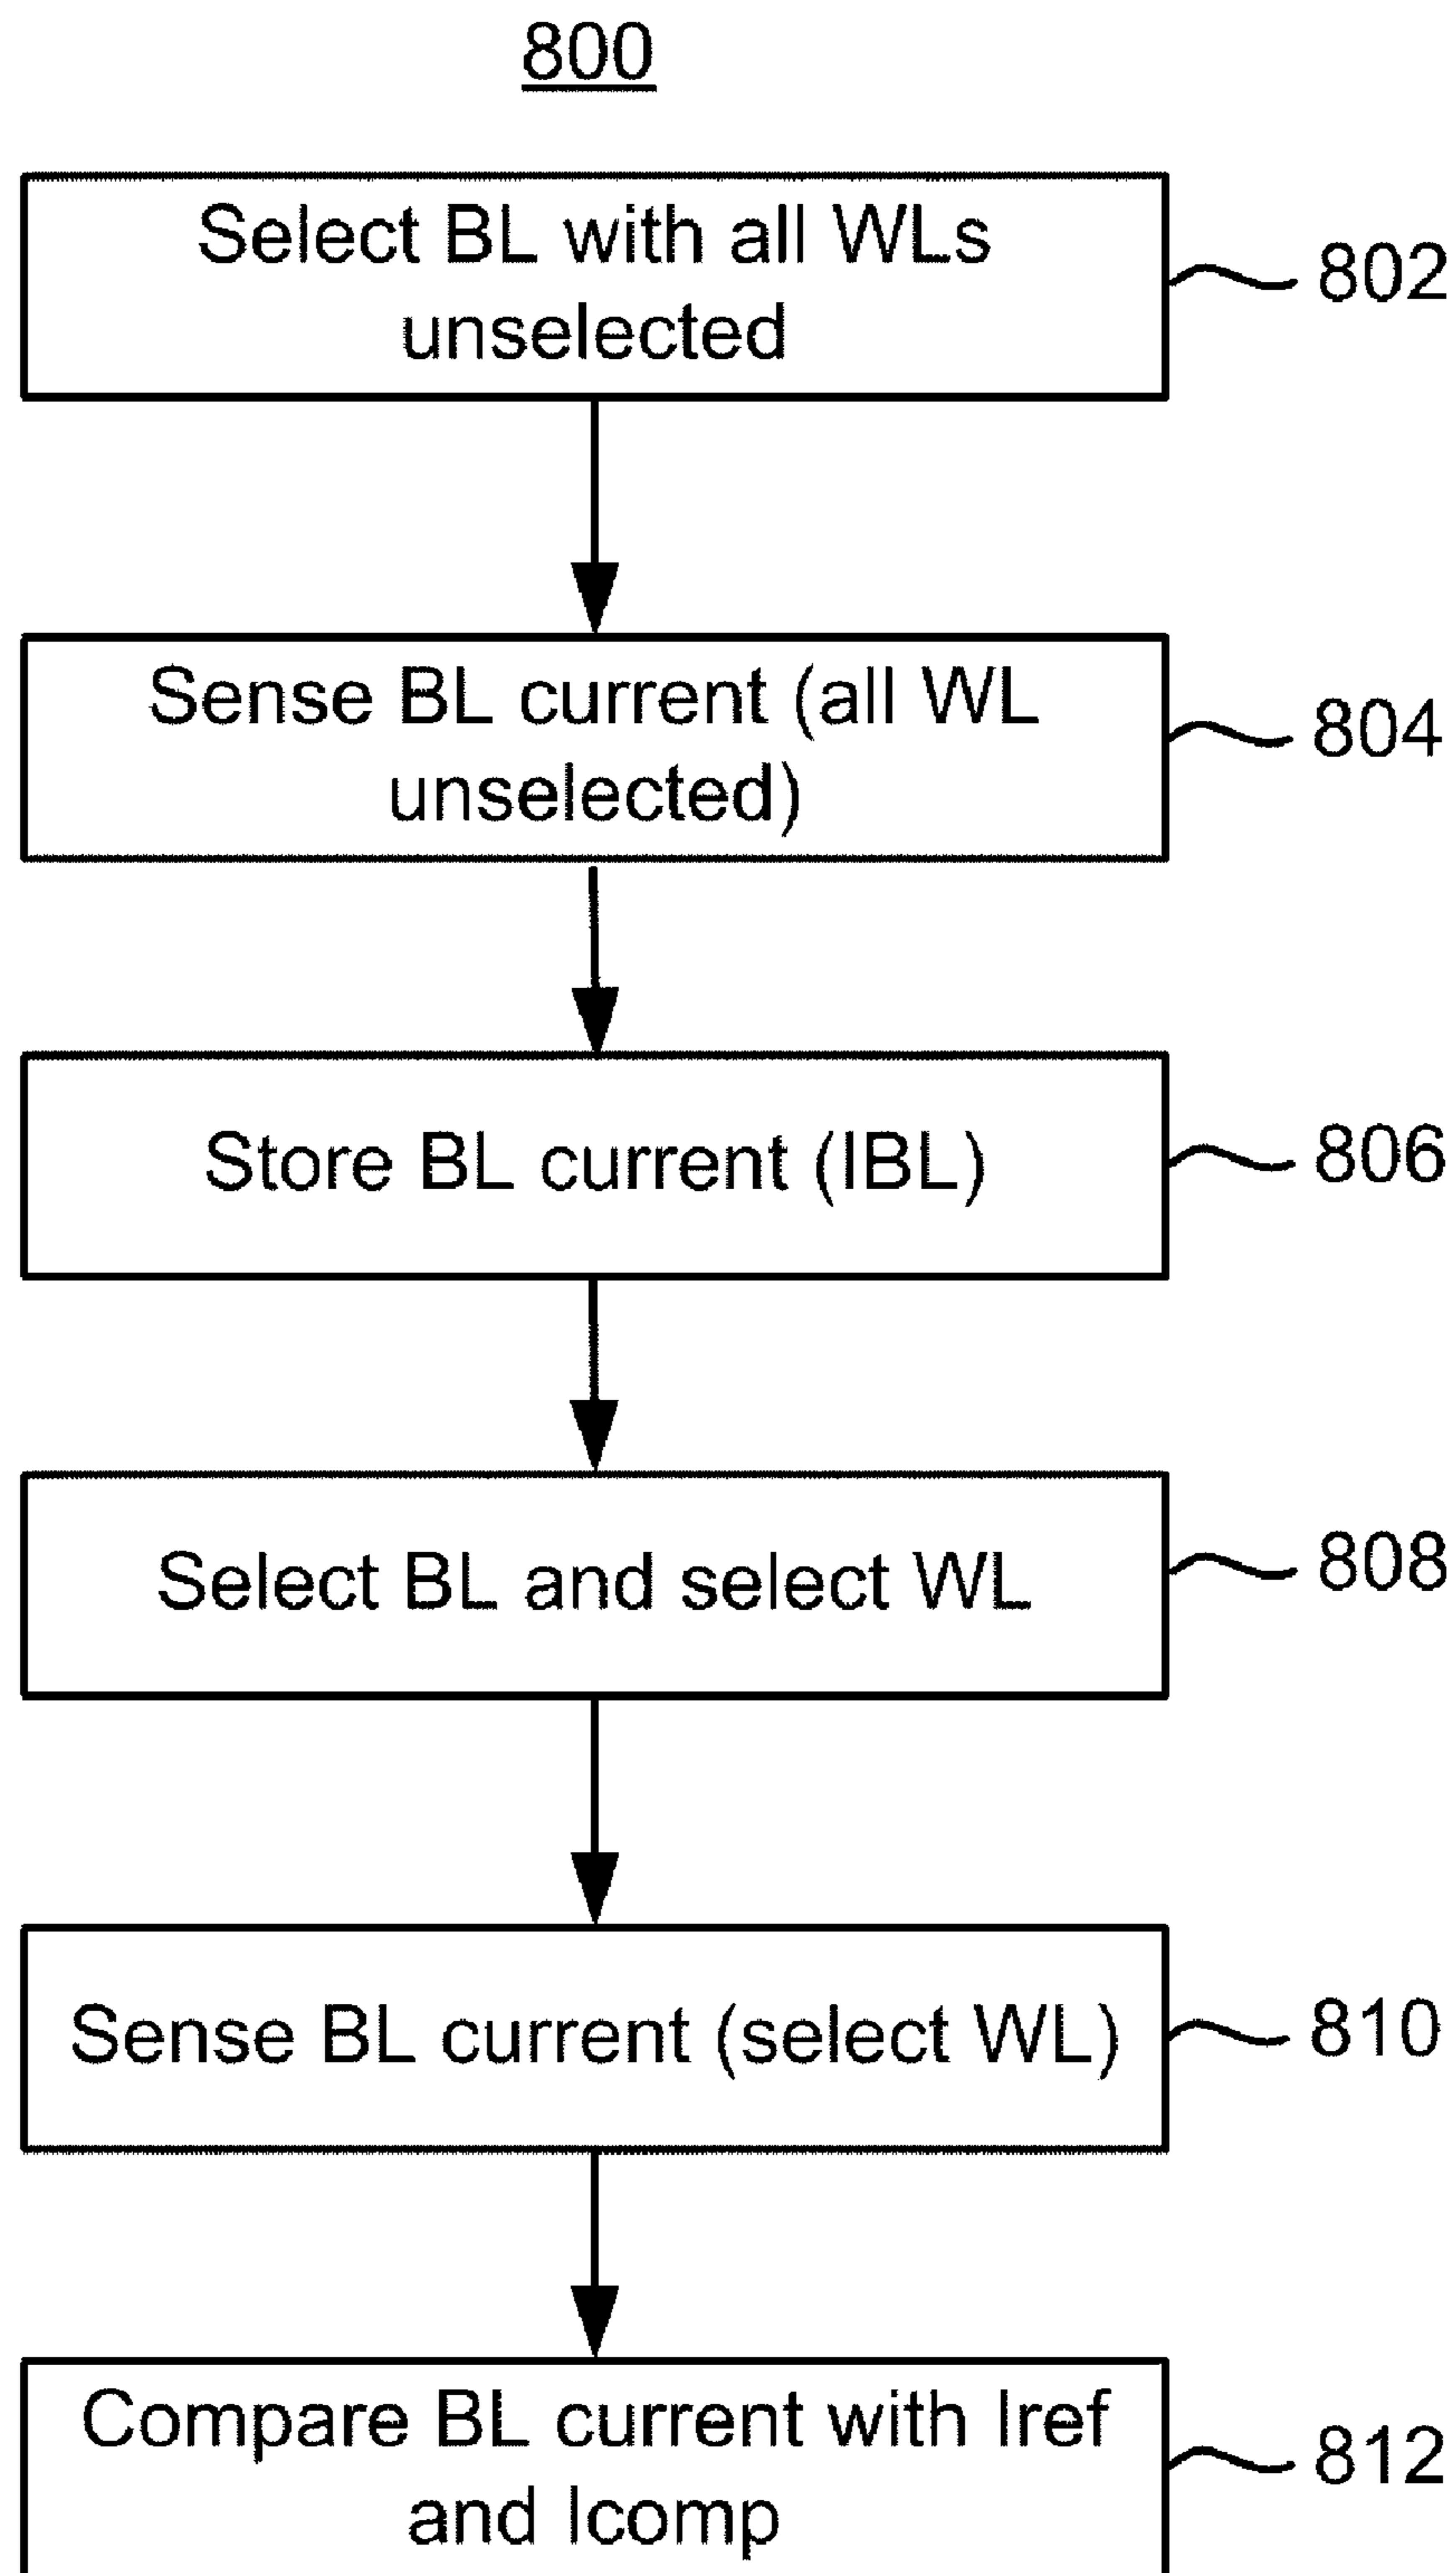 800
Select BL with all WLs
unselected
802
Sense BL current (all WL
unselected)
804
Store BL current (IBL)
806
Select BL and select WL
808
Sense BL current (select WL)
810
Compare BL current with Iref
and Icomp
812